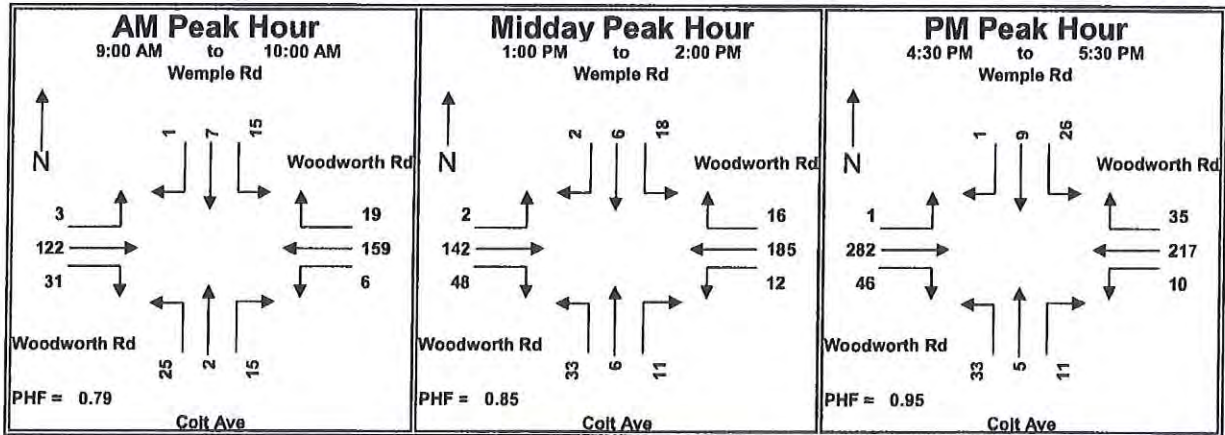 AM Peak Hour
9:00 AM to 10:00 AM
Wemple Rd
N
1 7 15
Woodworth Rd
3 19
122 159
31 6
Woodworth Rd
25 2 15
PHF = 0.79
Colt Ave
Midday Peak Hour
1:00 PM to 2:00 PM
Wemple Rd
N
2 6 18
Woodworth Rd
2 16
142 185
48 12
Woodworth Rd
33 6 11
PHF = 0.85
Colt Ave
PM Peak Hour
4:30 PM to 5:30 PM
Wemple Rd
N
1 9 26
Woodworth Rd
1 35
282 217
46 10
Woodworth Rd
33 5 11
PHF = 0.95
Colt Ave